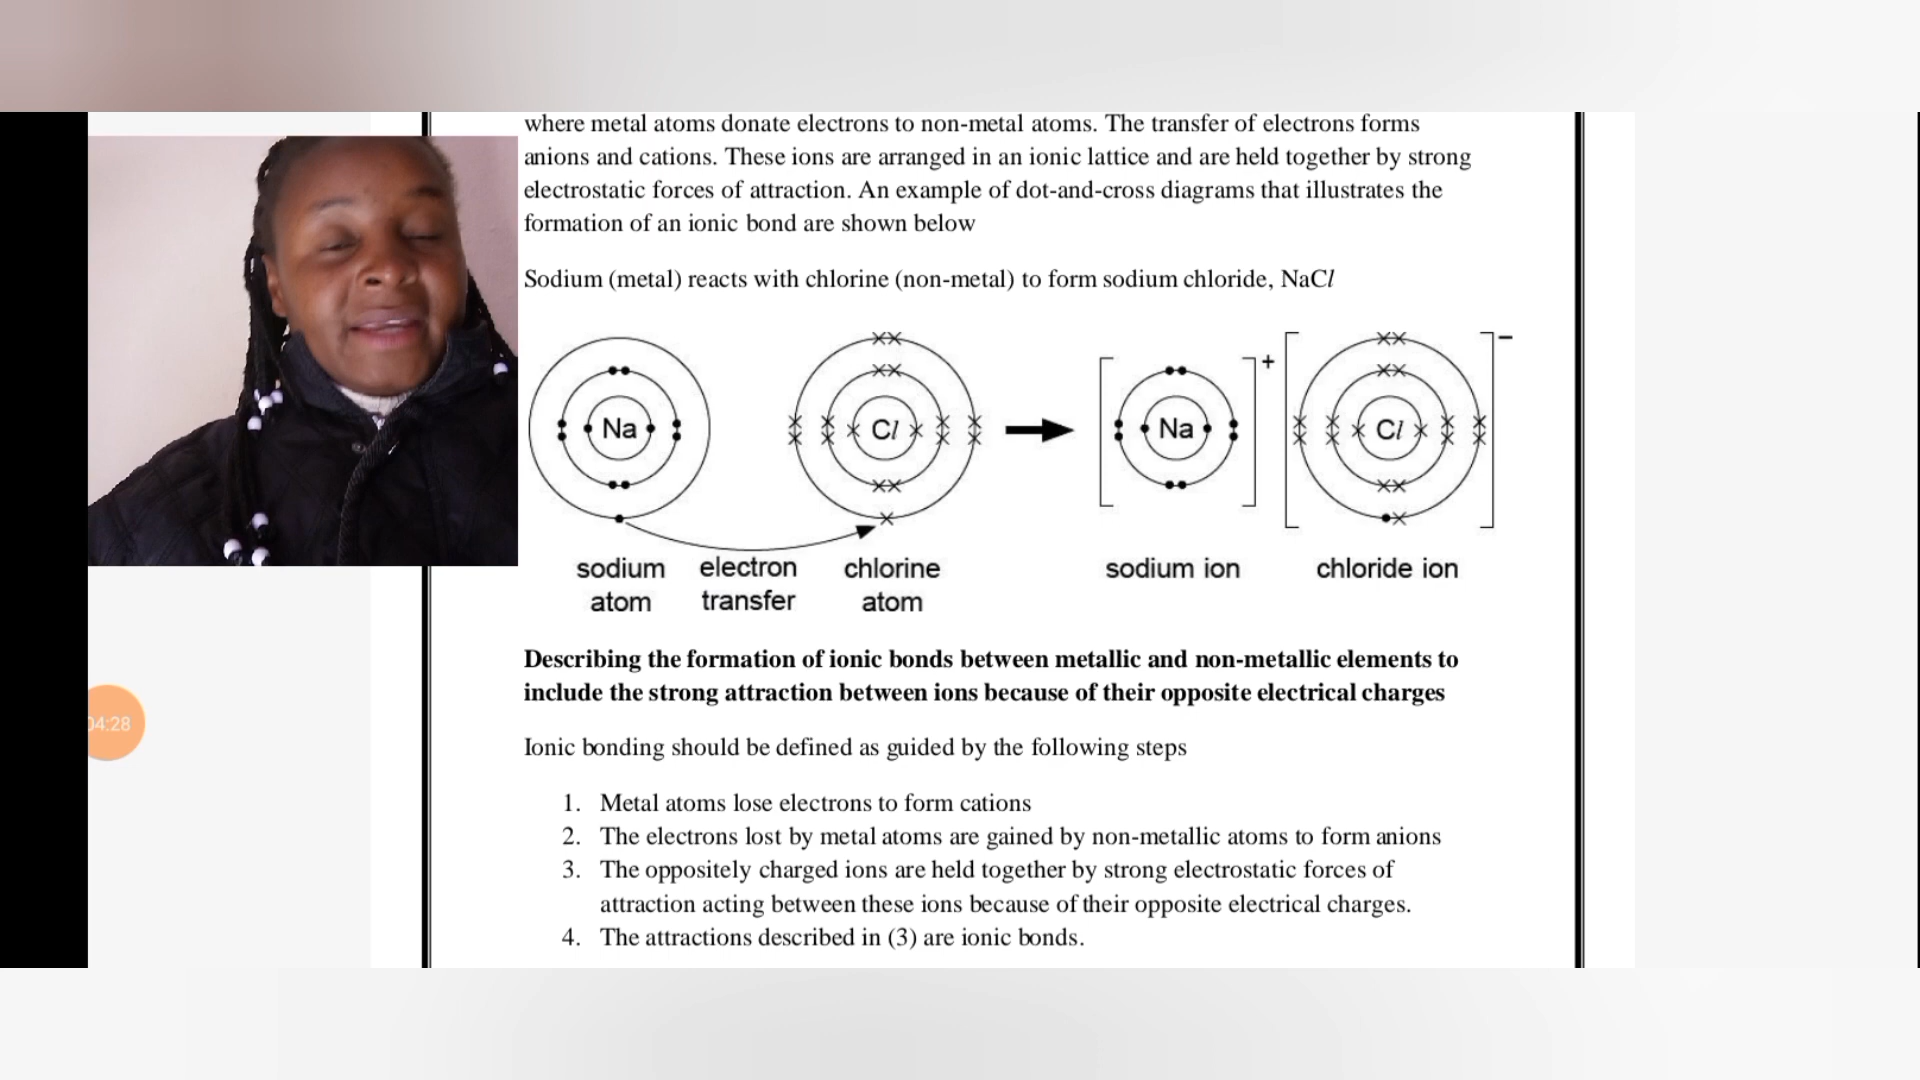 where metal atoms donate electrons to non-metal atoms. The transfer of electrons forms
anions and cations. These ions are arranged in an ionic lattice and are held together by strong
electrostatic forces of attraction. An example of dot-and-cross diagrams that illustrates the
formation of an ionic bond are shown below
Sodium (metal) reacts with chlorine (non-metal) to form sodium chloride, NaCl
Na Cl Na + Cl −
sodium electron chlorine sodium ion chloride ion
atom transfer atom
Describing the formation of ionic bonds between metallic and non-metallic elements to
include the strong attraction between ions because of their opposite electrical charges
04:28
Ionic bonding should be defined as guided by the following steps
1. Metal atoms lose electrons to form cations
2. The electrons lost by metal atoms are gained by non-metallic atoms to form anions
3. The oppositely charged ions are held together by strong electrostatic forces of
attraction acting between these ions because of their opposite electrical charges.
4. The attractions described in (3) are ionic bonds.